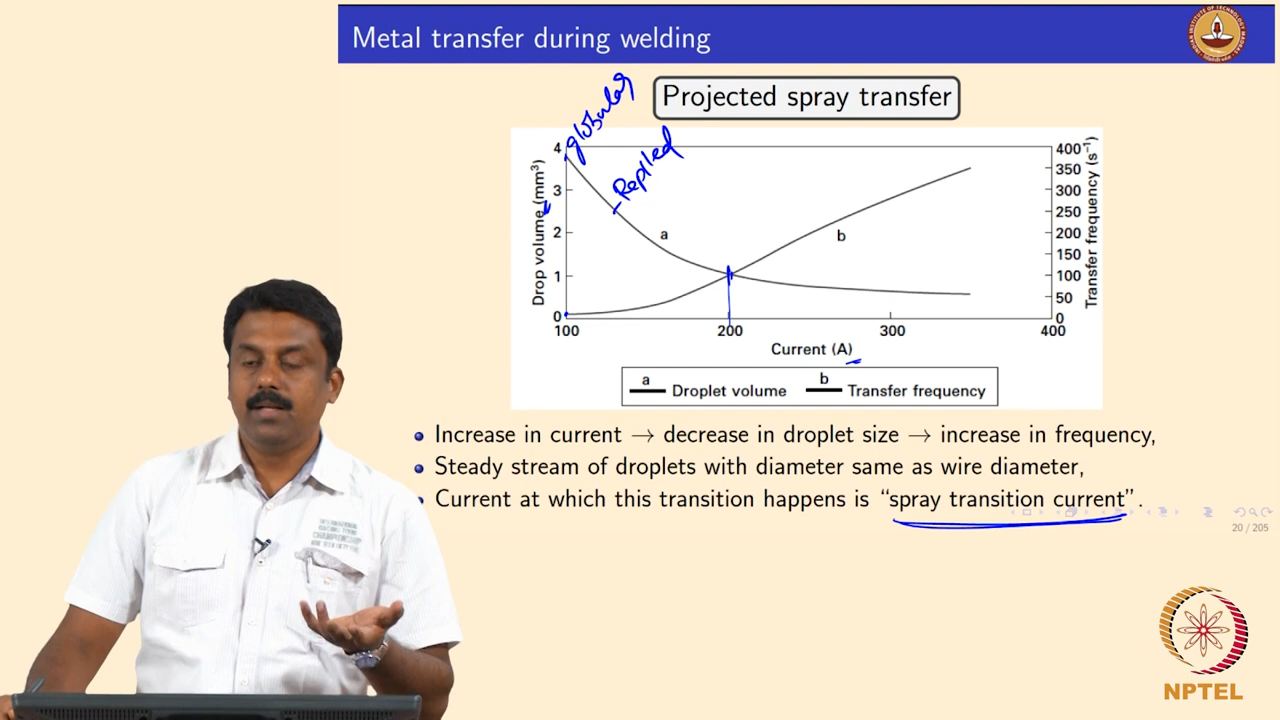 Metal transfer during welding
Projected spray transfer
globular
Replled
4
3
2
1
0
Drop volume (mm³)
400
350
300
250
200
150
100
50
0
Transfer frequency (s⁻¹)
a
b
100 200 300 400
Current (A)
a Droplet volume b Transfer frequency
Increase in current → decrease in droplet size → increase in frequency,
Steady stream of droplets with diameter same as wire diameter,
Current at which this transition happens is “spray transition current”.
20 / 205
NPTEL